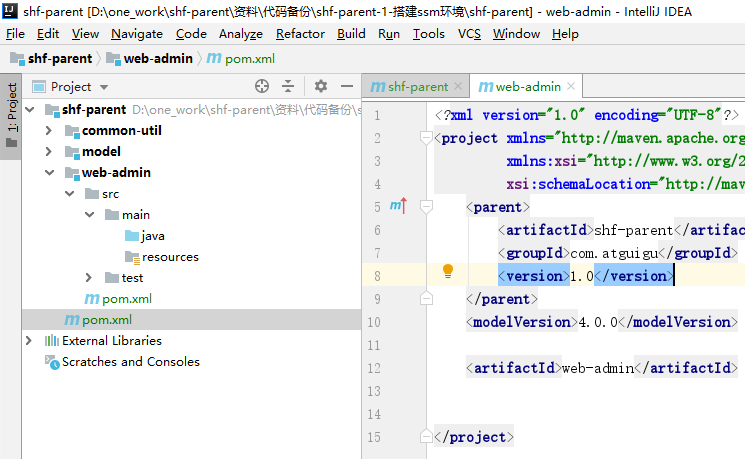 shf-parent [D:\one_work\shf-parent\资料\代码备份\shf-parent-1-搭建ssm环境\shf-parent] - web-admin - IntelliJ IDEA
File Edit View Navigate Code Analyze Refactor Build Run Tools VCS Window Help
shf-parent web-admin pom.xml
1: Project
Project
shf-parent web-admin
shf-parent D:\one_work\shf-parent\资料\代码备份\s
common-util
model
web-admin
src
main
java
resources
test
pom.xml
pom.xml
External Libraries
Scratches and Consoles
1 <?xml version="1.0" encoding="UTF-8"?>
2 <project xmlns="http://maven.apache.org
3 xmlns:xsi="http://www.w3.org/2
4 xsi:schemaLocation="http://mav
5 <parent>
6 <artifactId>shf-parent</artifac
7 <groupId>com.atguigu</groupId>
8 <version>1.0</version>
9 </parent>
10 <modelVersion>4.0.0</modelVersion>
11
12 <artifactId>web-admin</artifactId>
13
14
15 </project>